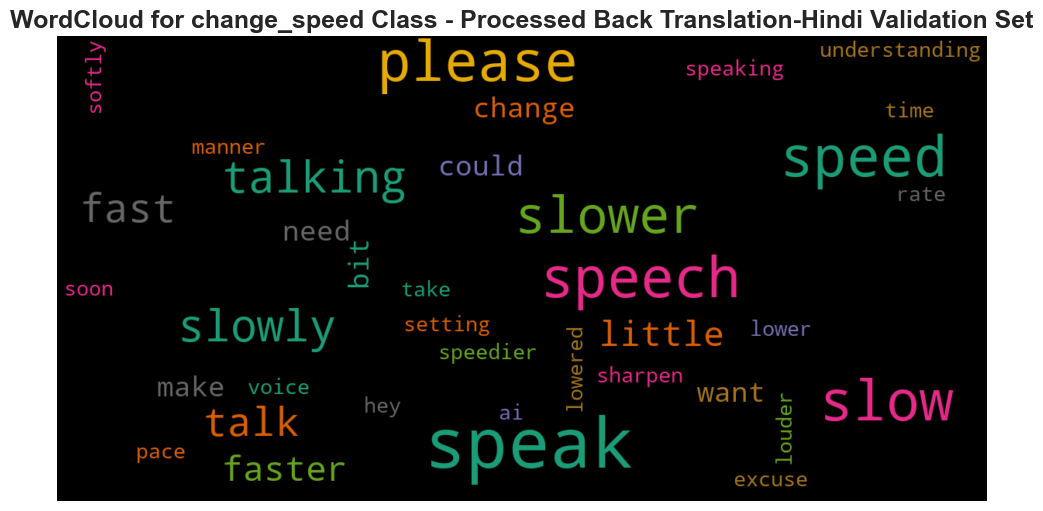 WordCloud for change_speed Class - Processed Back Translation-Hindi Validation Set
softly
please
understanding
speaking
change
time
manner
talking
could
speed
fast
need
slower
rate
bit
speech
soon
take
slowly
setting
little
lower
speedier
lowered
sharpen
make
voice
want
slow
hey
ai
louder
talk
speak
pace
faster
excuse